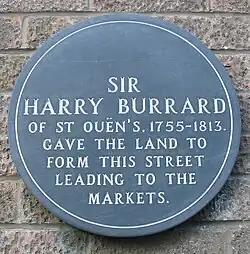 SIR
HARRY BURRARD
OF ST OUËN'S. 1755-1813.
GAVE THE LAND TO
FORM THIS STREET
LEADING TO THE
MARKETS.